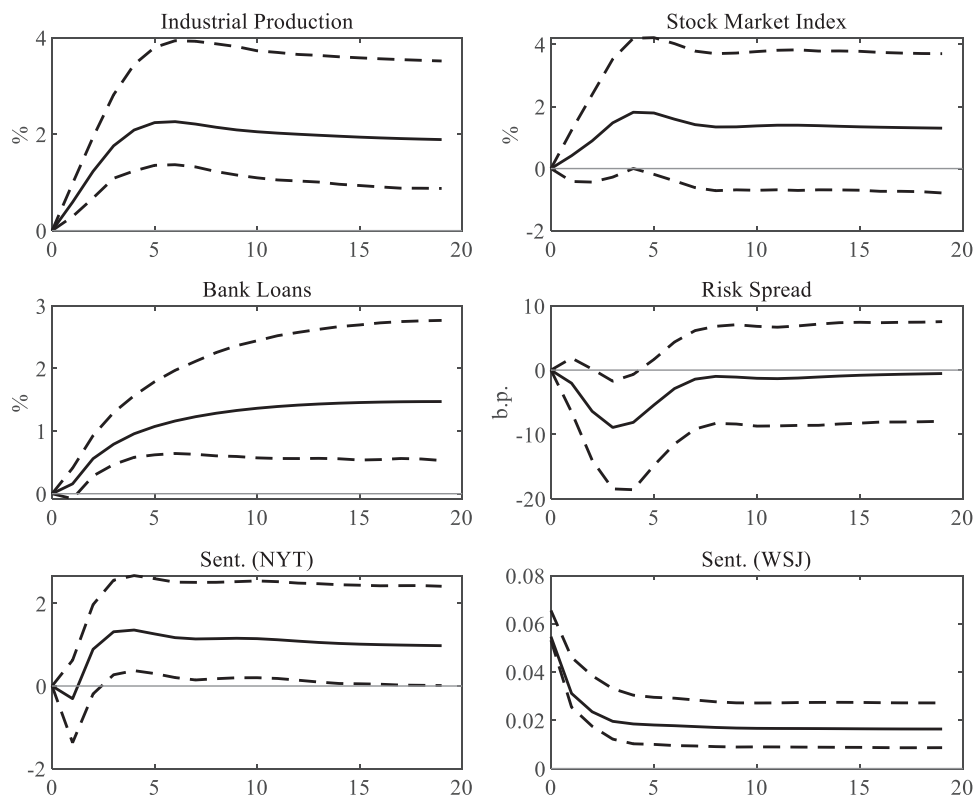 Industrial Production
4
2
0
%
0 5 10 15 20
Stock Market Index
4
2
0
-2
%
0 5 10 15 20
Bank Loans
3
2
1
0
%
0 5 10 15 20
Risk Spread
10
0
-10
-20
b.p.
0 5 10 15 20
Sent. (NYT)
2
0
-2
0 5 10 15 20
Sent. (WSJ)
0.08
0.06
0.04
0.02
0
0 5 10 15 20